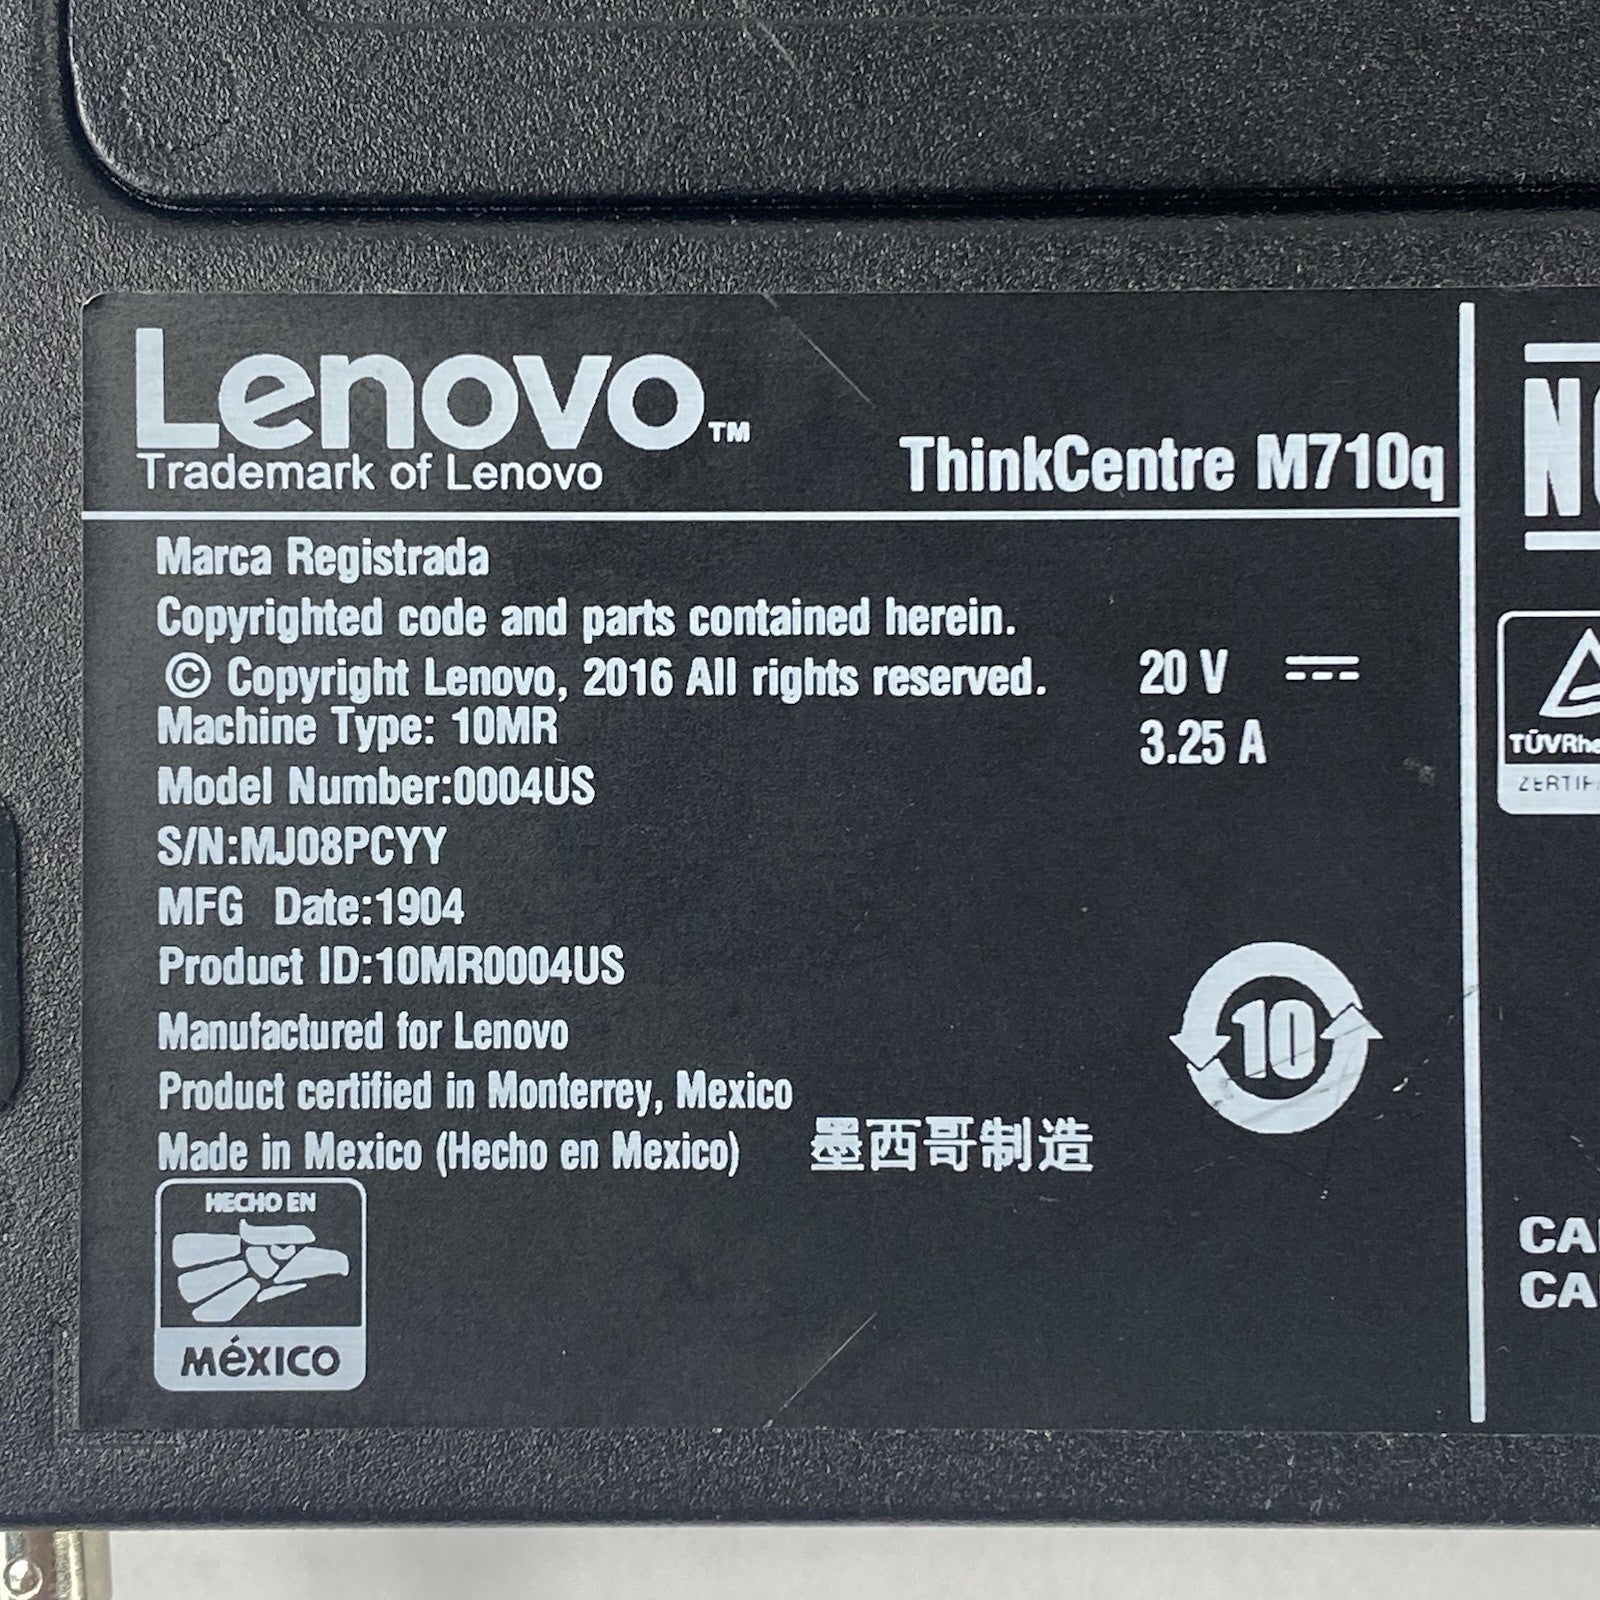 Lenovo™
Trademark of Lenovo
ThinkCentre M710q
Marca Registrada
Copyrighted code and parts contained herein.
© Copyright Lenovo, 2016 All rights reserved.
20 V ⎓
3.25 A
Machine Type: 10MR
Model Number:0004US
S/N:MJ08PCYY
MFG Date:1904
Product ID:10MR0004US
Manufactured for Lenovo
Product certified in Monterrey, Mexico
Made in Mexico (Hecho en Mexico) 墨西哥制造
10
HECHO EN
MéXICO